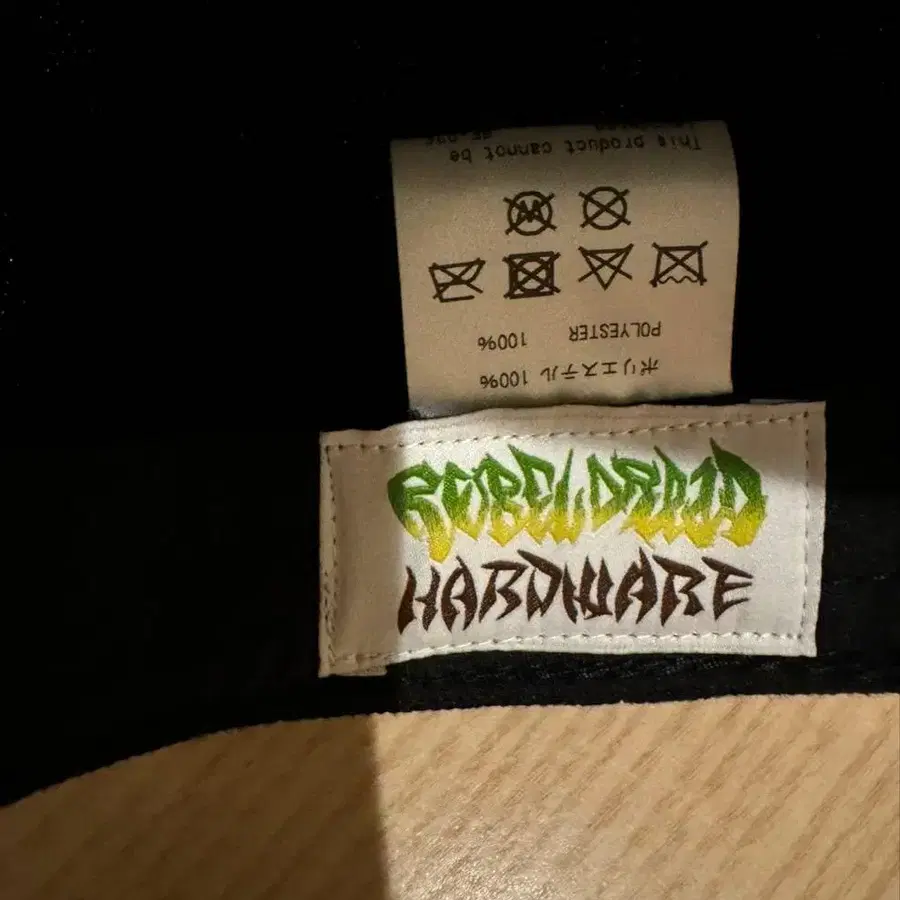 ポリエステル 100%
POLYESTER 100%
This product cannot be
REBEL DREAD
HARDWARE